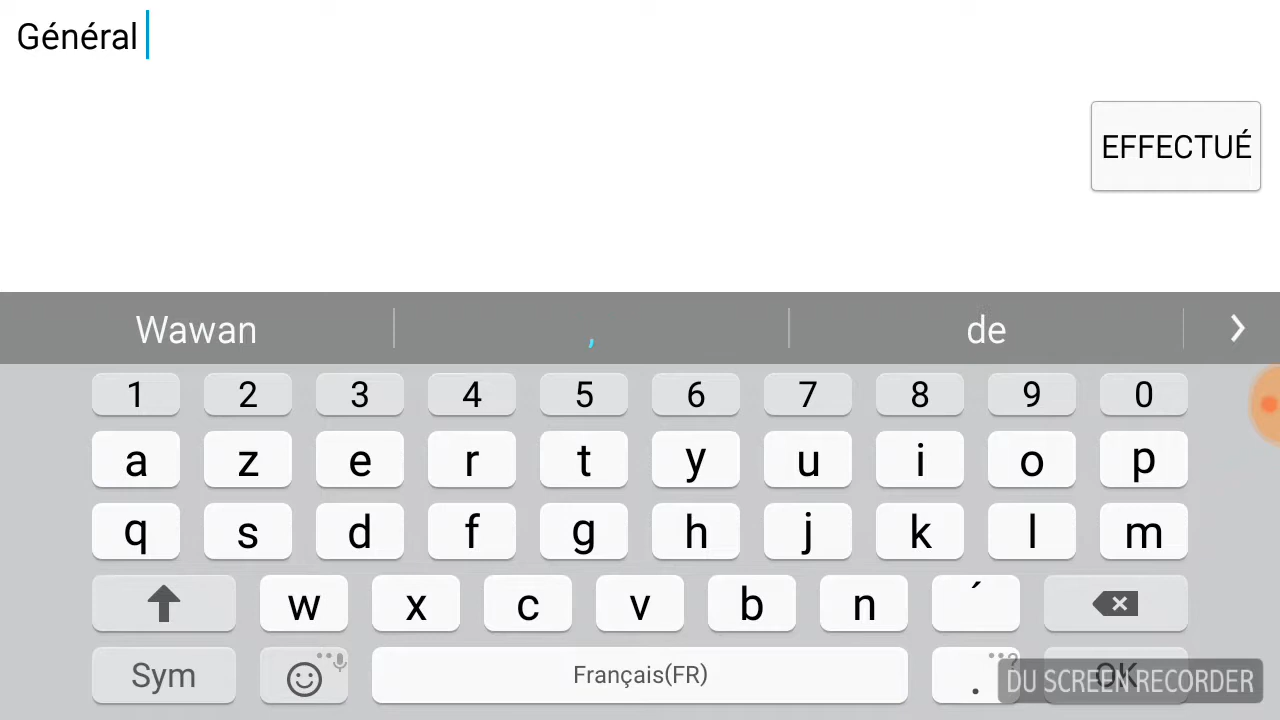 Général
EFFECTUÉ
Wawan , de
1 2 3 4 5 6 7 8 9 0
a z e r t y u i o p
q s d f g h j k l m
w x c v b n ´
Sym Français(FR) . ? OK
DU SCREEN RECORDER